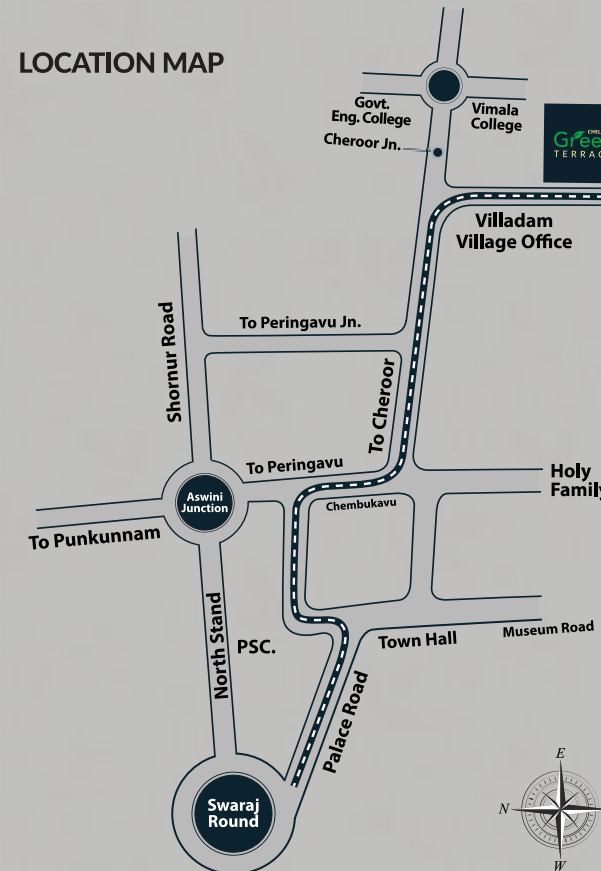 LOCATION MAP
Govt.
Eng. College
Vimala
College
Cheroor Jn.
TERRAC
Villadam
Village Office
Shornur Road
To Peringavu Jn.
To Cheroor
To Peringavu
Aswini
Junction
Chembukavu
Holy
Family
To Punkunnam
North Stand
PSC.
Town Hall
Museum Road
Palace Road
Swaraj
Round
E
N
W